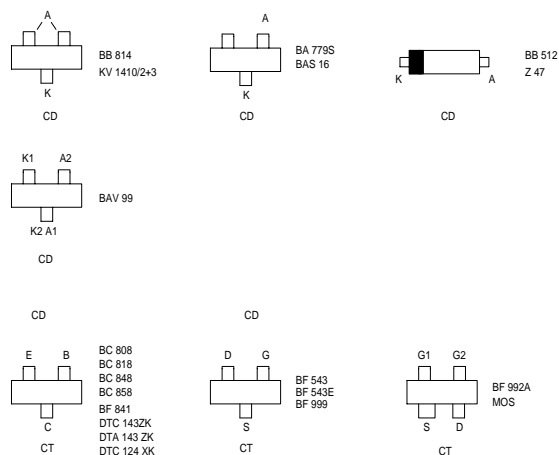 A
BB 814
KV 1410/2+3
K
CD
A
BA 779S
BAS 16
K
CD
BB 512
Z 47
K A
CD
K1 A2
BAV 99
K2 A1
CD
CD
CD
E B
BC 808
BC 818
BC 848
BC 858
BF 841
DTC 143ZK
DTA 143 ZK
DTC 124 XK
C
CT
D G
BF 543
BF 543E
BF 999
S
CT
G1 G2
BF 992A
MOS
S D
CT